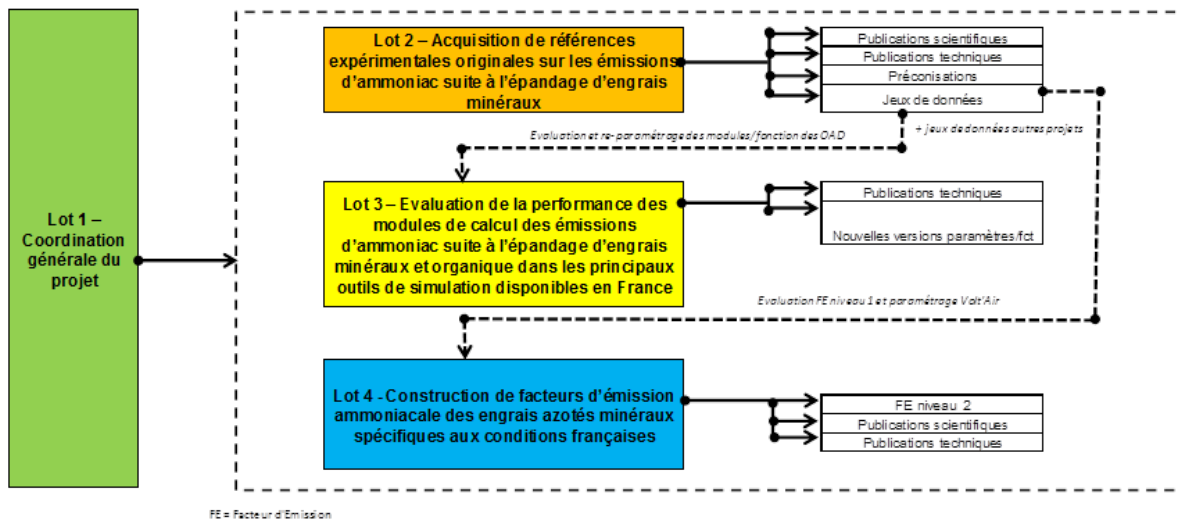 Lot 1 –
Coordination
générale du
projet
Lot 2 – Acquisition de références
expérimentales originales sur les émissions
d'ammoniac suite à l'épandage d'engrais
minéraux
Publications scientifiques
Publications techniques
Préconisations
Jeux de données
Evaluation et re-paramétrage des modules/fonction des OAD
+ jeux de données autres projets
Lot 3 – Evaluation de la performance des
modules de calcul des émissions
d'ammoniac suite à l'épandage d'engrais
minéraux et organique dans les principaux
outils de simulation disponibles en France
Publications techniques
Nouvelles versions paramètres/fct
Evaluation FE niveau 1 et paramétrage Volt'Air
Lot 4 - Construction de facteurs d'émission
ammoniacale des engrais azotés minéraux
spécifiques aux conditions françaises
FE niveau 2
Publications scientifiques
Publications techniques
FE = Facteur d'Emission